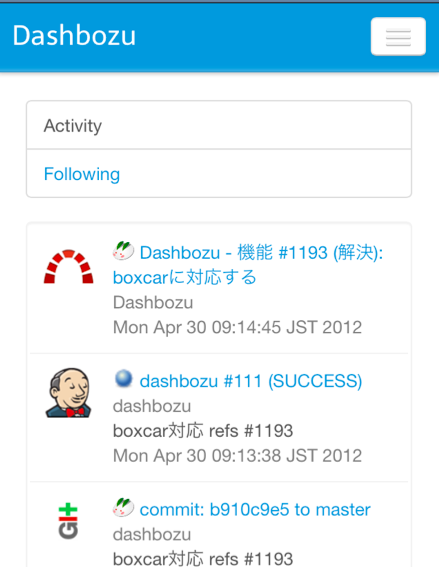 Dashbozu
Activity
Following
Dashbozu - 機能 #1193 (解決):
boxcarに対応する
Dashbozu
Mon Apr 30 09:14:45 JST 2012
dashbozu #111 (SUCCESS)
dashbozu
boxcar対応 refs #1193
Mon Apr 30 09:13:38 JST 2012
git
commit: b910c9e5 to master
dashbozu
boxcar対応 refs #1193